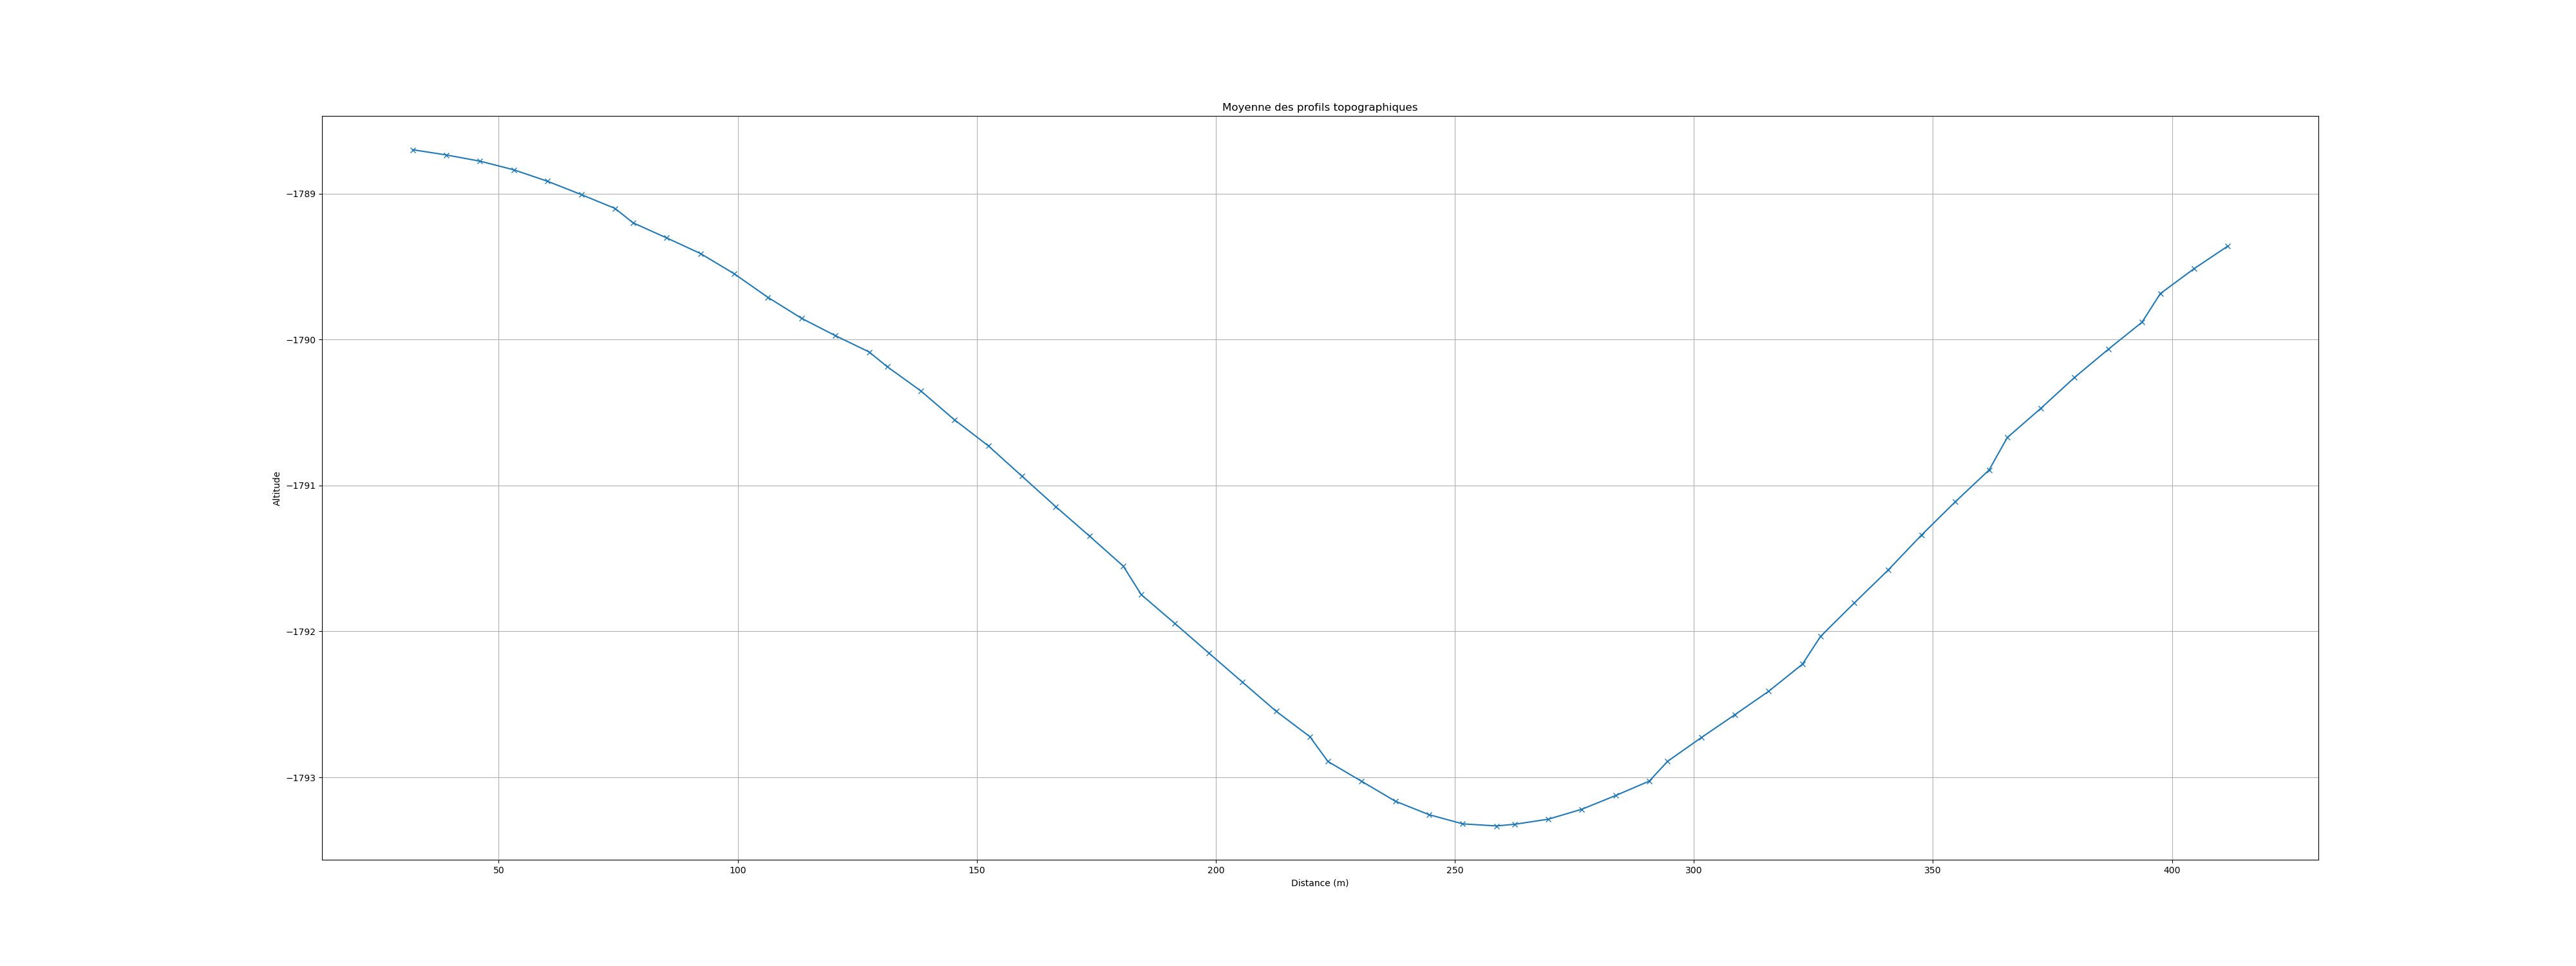 Moyenne des profils topographiques
−1789
−1790
−1791
−1792
−1793
Altitude
50 100 150 200 250 300 350 400
Distance (m)